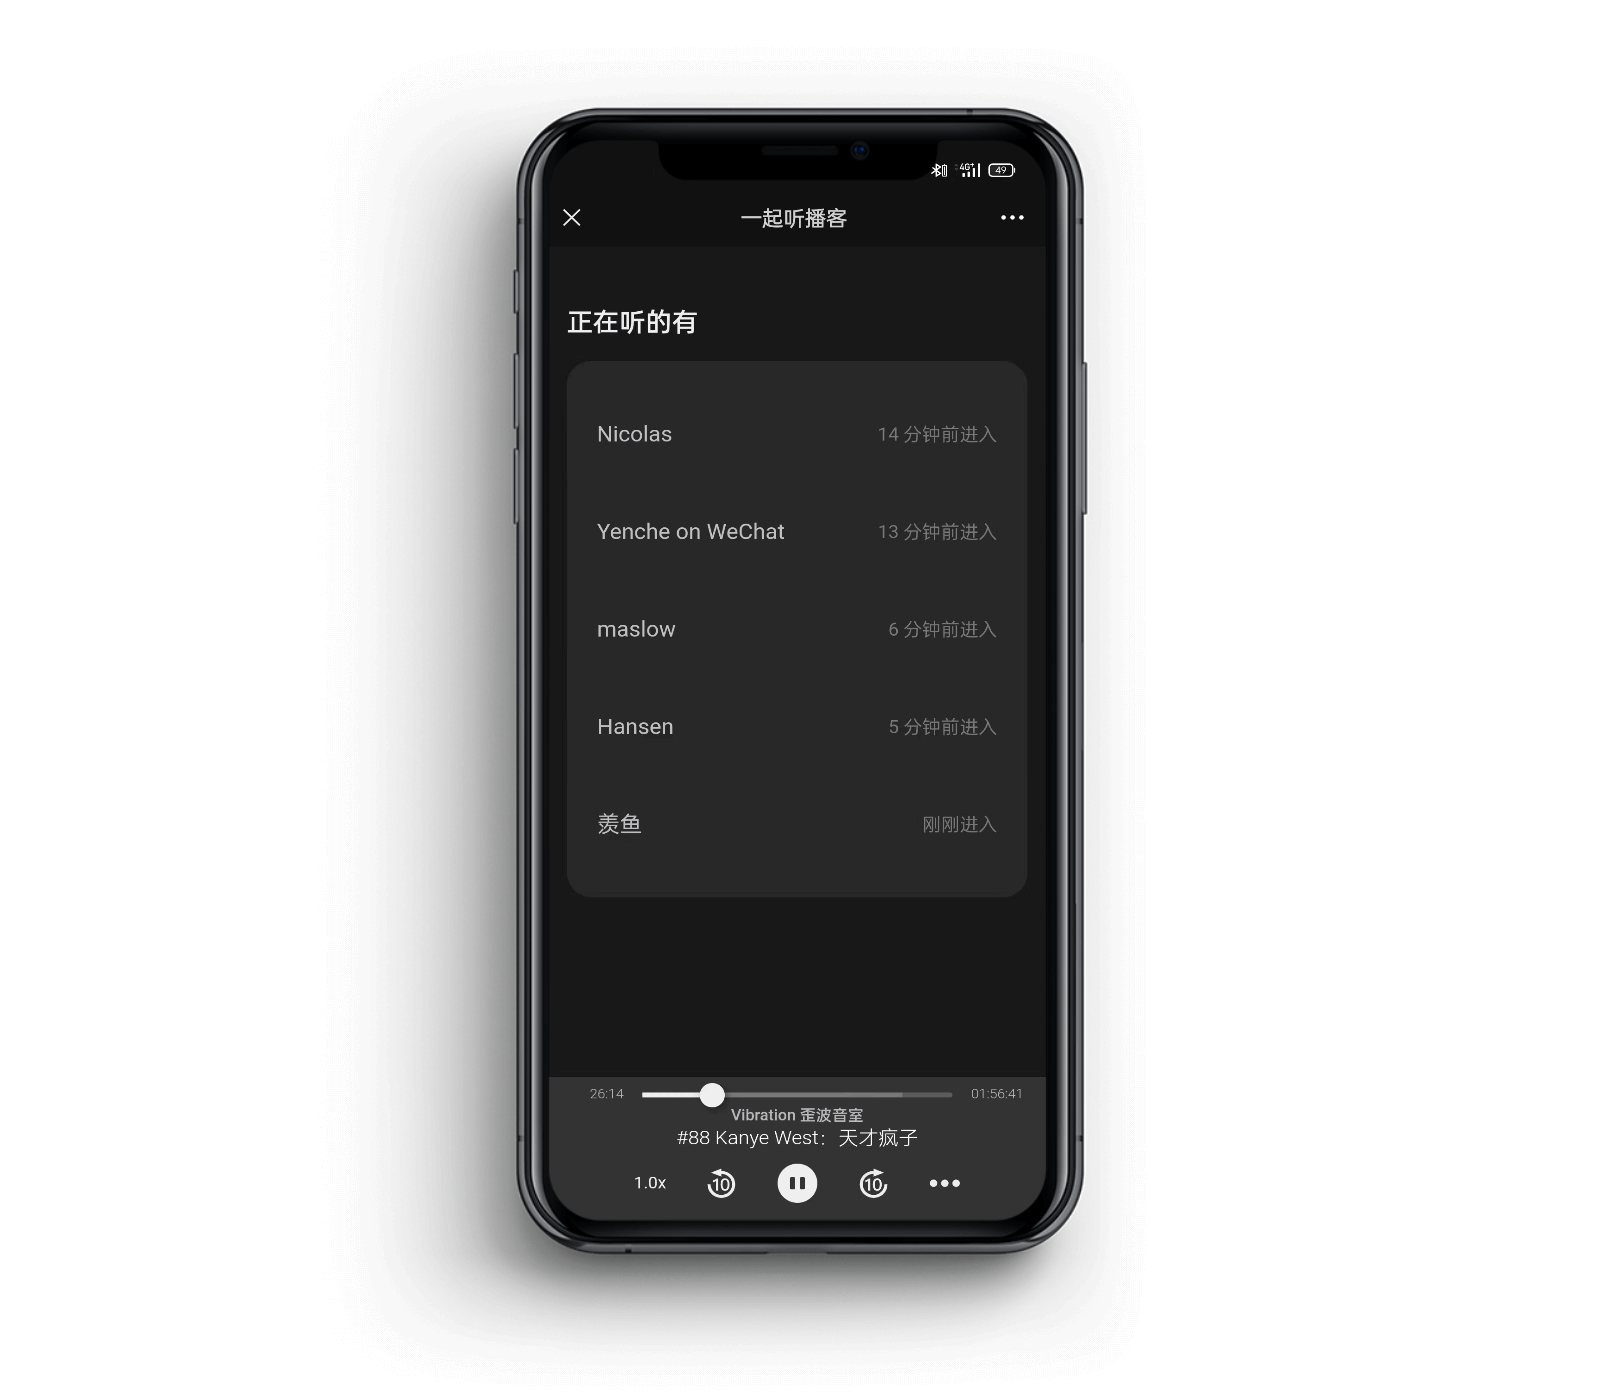 4G+ 49
一起听播客
正在听的有
Nicolas 14 分钟前进入
Yenche on WeChat 13 分钟前进入
maslow 6 分钟前进入
Hansen 5 分钟前进入
羡鱼 刚刚进入
26:14 01:56:41
Vibration 歪波音室
#88 Kanye West：天才疯子
1.0x 10 10